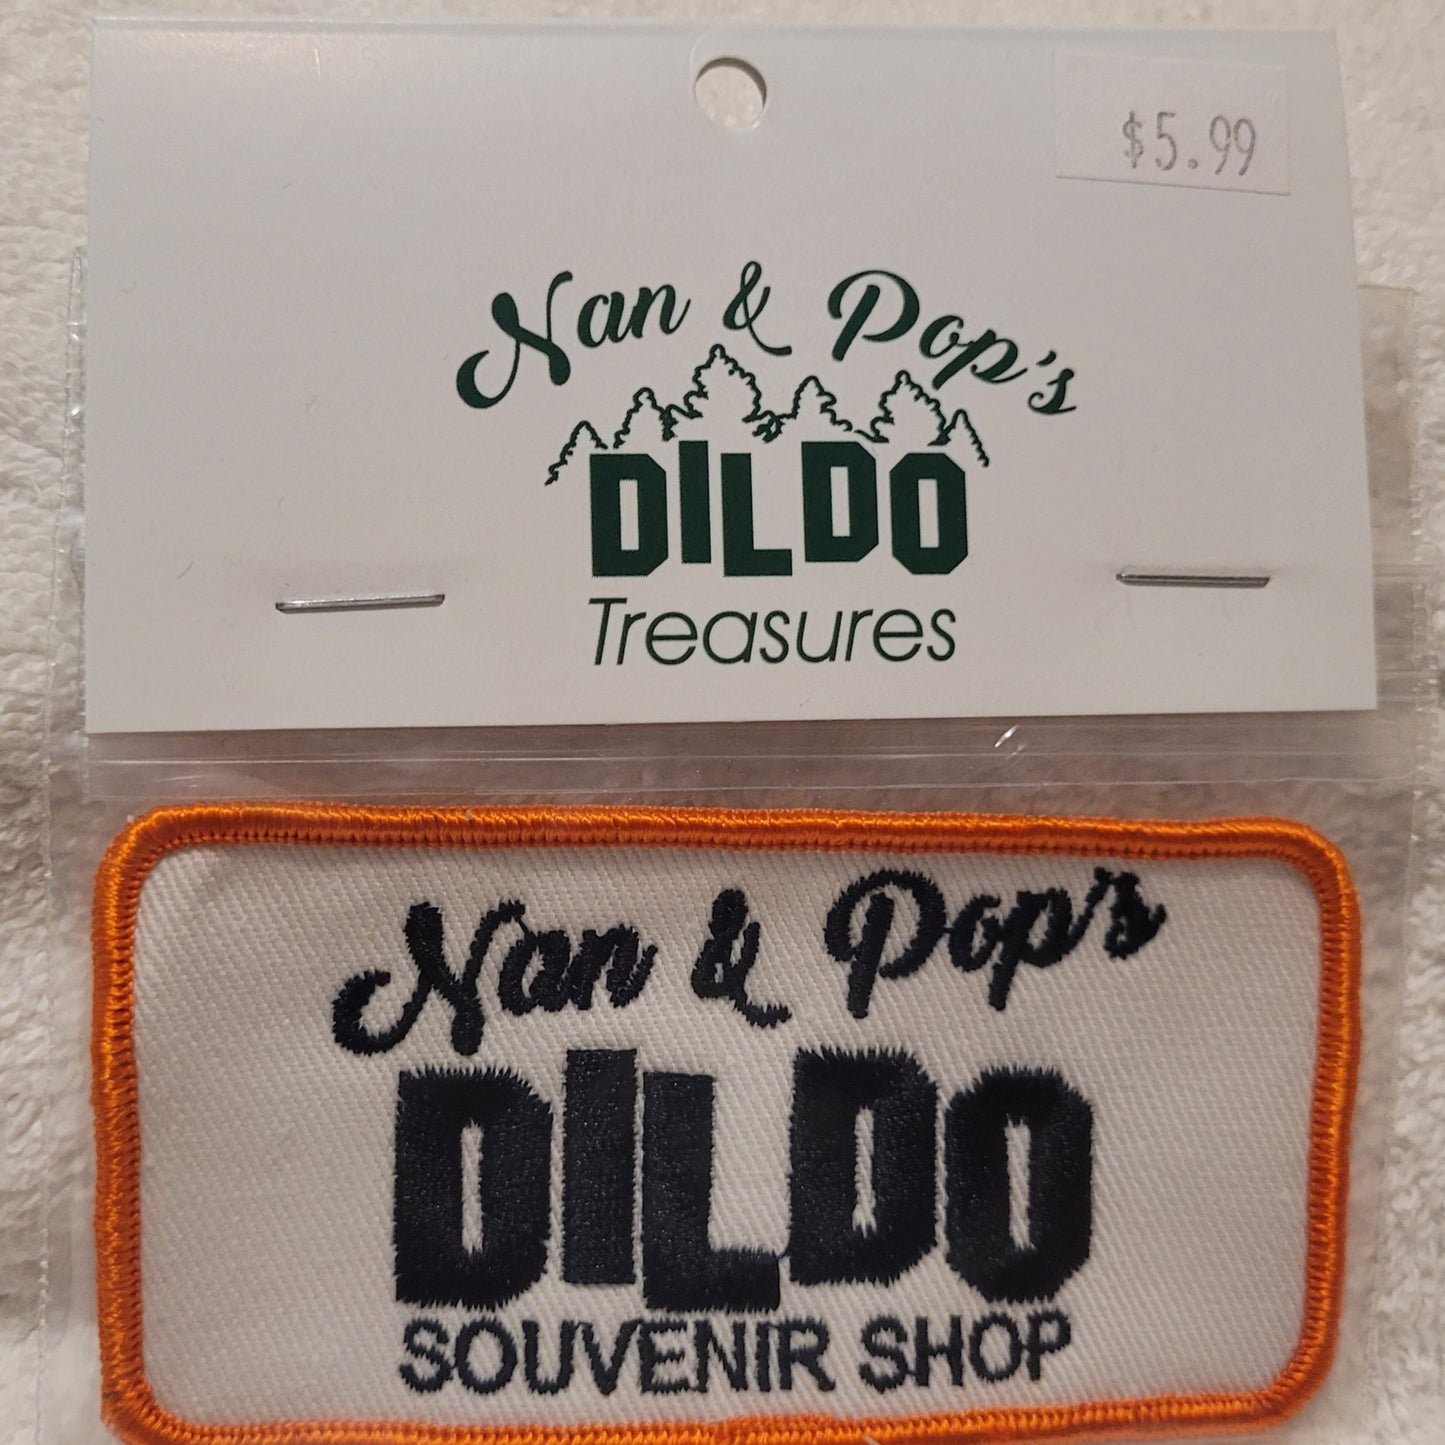 $5.99
Nan & Pop's
DILDO
Treasures
Nan & Pop's
DILDO
SOUVENIR SHOP